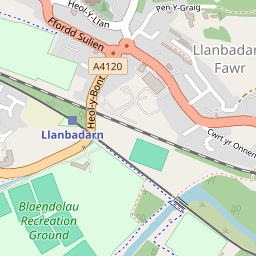 Heol-Y-Llan
Pen-Y-Graig
Ffordd Sulien
Llanbadarn
Fawr
A4120
Heol-y-Bont
Llanbadarn
Cwrt yr Onnen
Blaendolau
Recreation
Ground